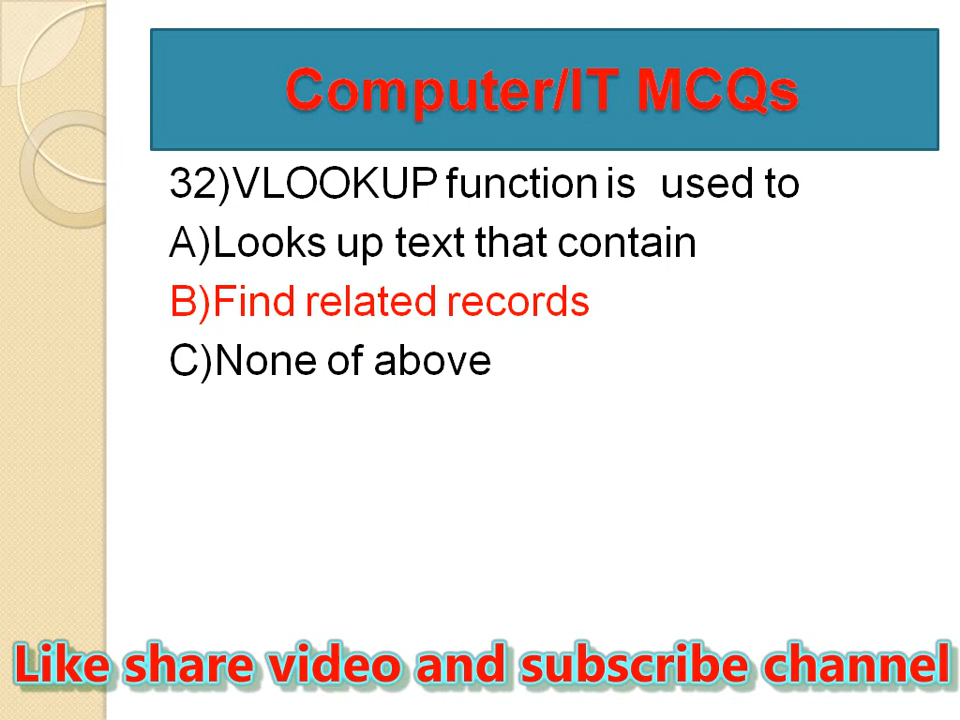 Computer/IT MCQs
32)VLOOKUP function is  used to
A)Looks up text that contain
B)Find related records
C)None of above
Like share video and subscribe channel